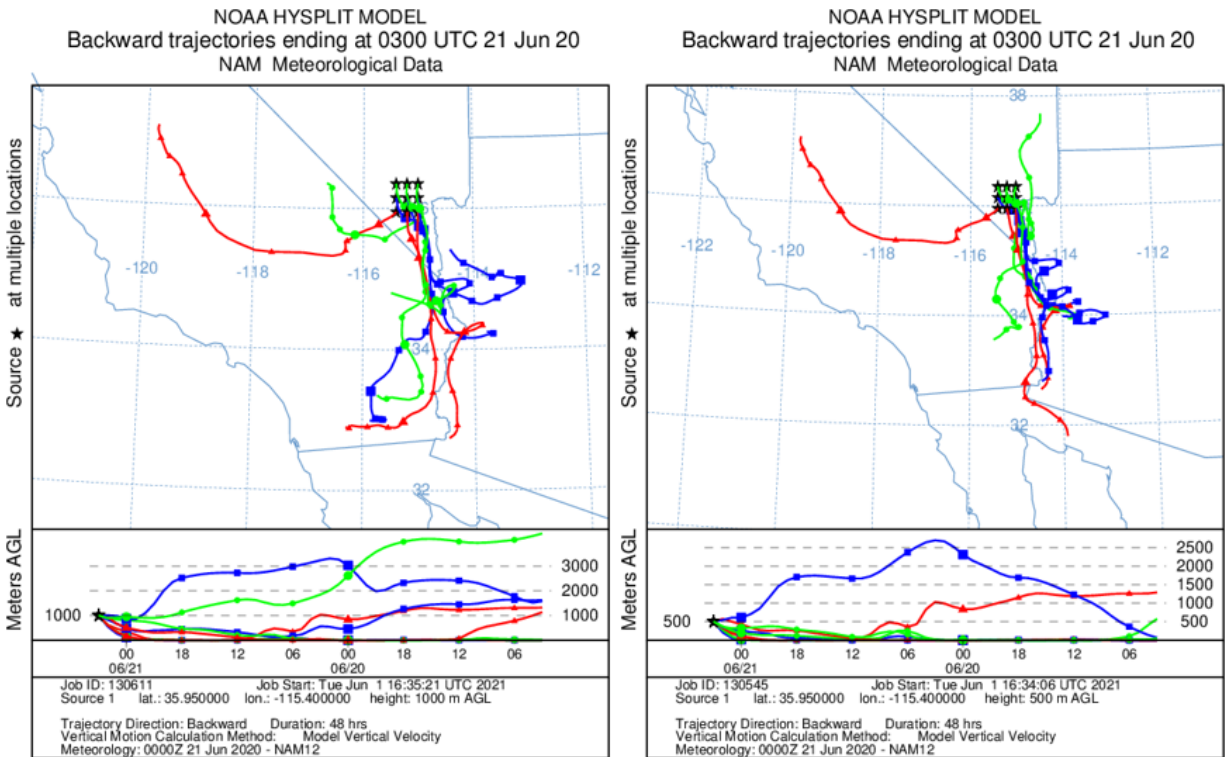 NOAA HYSPLIT MODEL
Backward trajectories ending at 0300 UTC 21 Jun 20
NAM Meteorological Data
Source ★ at multiple locations
-120
-118
-116
-114
-112
34
32
Meters AGL
1000
3000
2000
1000
00 18 12 06 00 18 12 06
06/21 06/20
Job ID: 130611 Job Start: Tue Jun 1 16:35:21 UTC 2021
Source 1 lat.: 35.950000 lon.: -115.400000 height: 1000 m AGL
Trajectory Direction: Backward Duration: 48 hrs
Vertical Motion Calculation Method: Model Vertical Velocity
Meteorology: 0000Z 21 Jun 2020 - NAM12
NOAA HYSPLIT MODEL
Backward trajectories ending at 0300 UTC 21 Jun 20
NAM Meteorological Data
Source ★ at multiple locations
38
-122
-120
-118
-116
-114
-112
34
32
Meters AGL
500
2500
2000
1500
1000
500
00 18 12 06 00 18 12 06
06/21 06/20
Job ID: 130545 Job Start: Tue Jun 1 16:34:06 UTC 2021
Source 1 lat.: 35.950000 lon.: -115.400000 height: 500 m AGL
Trajectory Direction: Backward Duration: 48 hrs
Vertical Motion Calculation Method: Model Vertical Velocity
Meteorology: 0000Z 21 Jun 2020 - NAM12